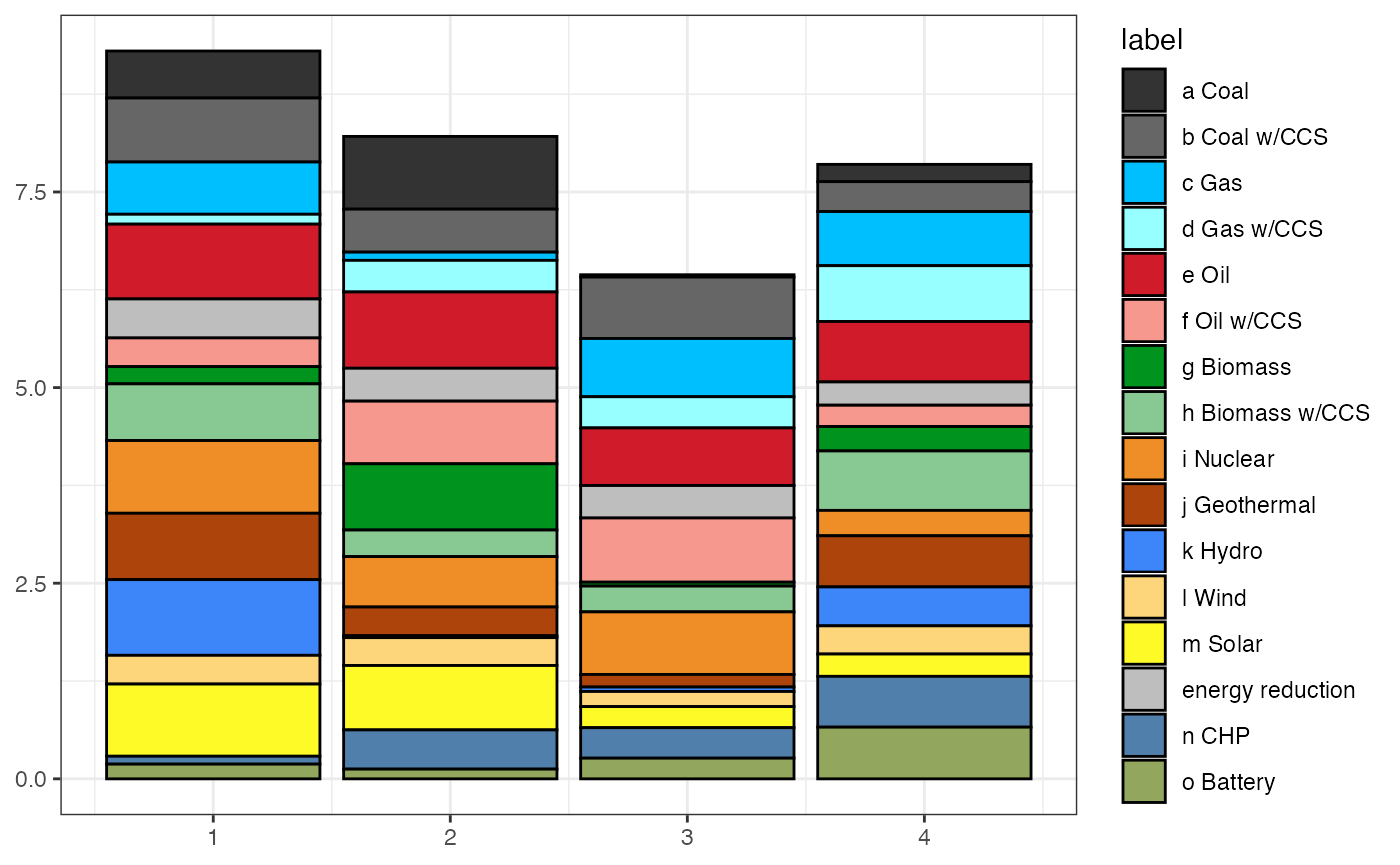 7.5
5.0
2.5
0.0
1
2
3
4
label
a Coal
b Coal w/CCS
c Gas
d Gas w/CCS
e Oil
f Oil w/CCS
g Biomass
h Biomass w/CCS
i Nuclear
j Geothermal
k Hydro
l Wind
m Solar
energy reduction
n CHP
o Battery